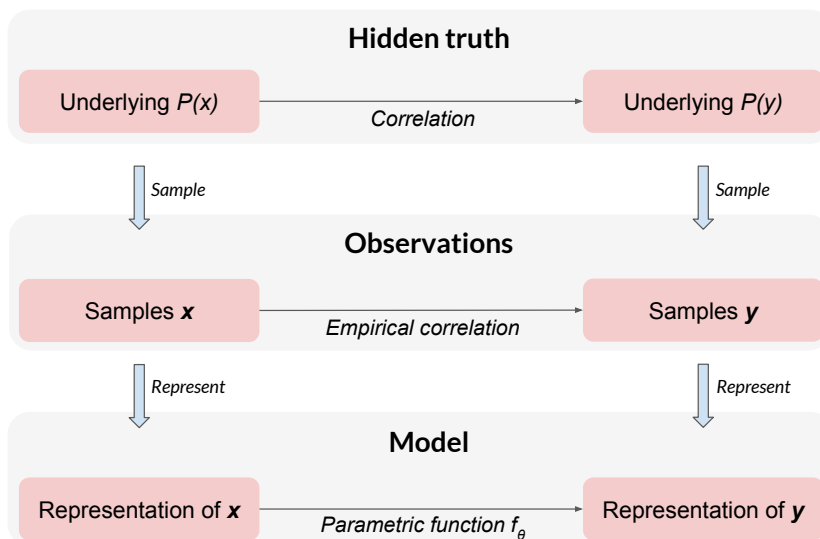 Hidden truth
Underlying P(x)
Underlying P(y)
Correlation
Sample
Sample
Observations
Samples x
Samples y
Empirical correlation
Represent
Represent
Model
Representation of x
Representation of y
Parametric function f_θ